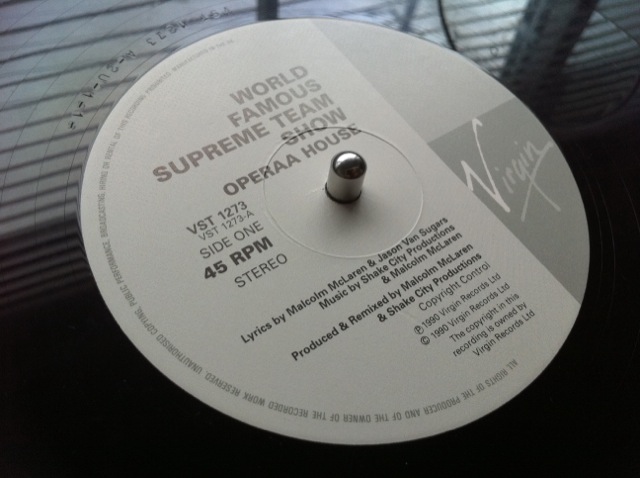 WORLD
FAMOUS
SUPREME TEAM
SHOW
OPERAA HOUSE
VST 1273
VST 1273-A
SIDE ONE
45 RPM
STEREO
Virgin
Lyrics by Malcolm McLaren & Jason Van Sugars
Music by Shake City Productions
& Malcolm McLaren
Produced & Remixed by Malcolm McLaren
& Shake City Productions
Copyright Control
℗ 1990 Virgin Records Ltd
© 1990 Virgin Records Ltd
The copyright in this
recording is owned by
Virgin Records Ltd
ALL RIGHTS OF THE PRODUCER AND OF THE OWNER OF THE RECORDED WORK RESERVED. UNAUTHORISED COPYING, PUBLIC PERFORMANCE, BROADCASTING, HIRING OR RENTAL OF THIS RECORDING PROHIBITED.